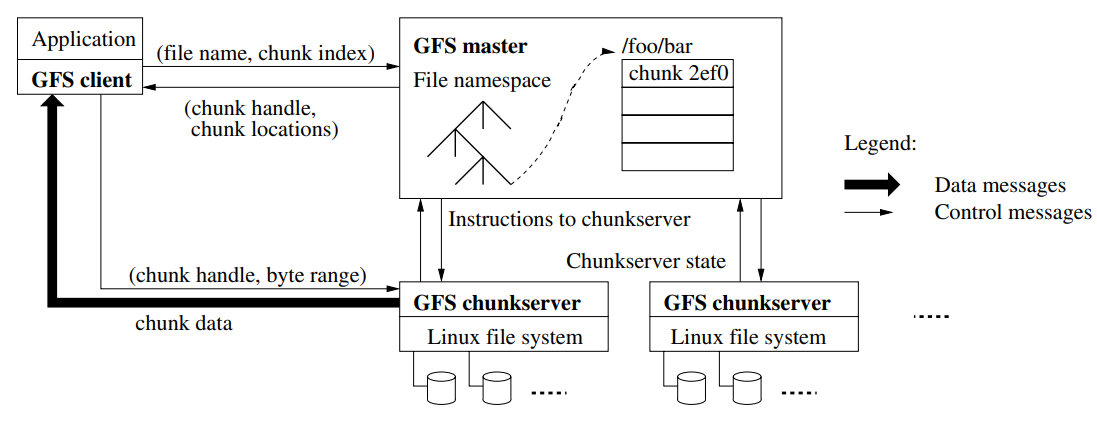 Application
GFS client
(file name, chunk index)
(chunk handle,
chunk locations)
GFS master
File namespace
/foo/bar
chunk 2ef0
Legend:
Data messages
Control messages
Instructions to chunkserver
Chunkserver state
(chunk handle, byte range)
chunk data
GFS chunkserver
Linux file system
GFS chunkserver
Linux file system